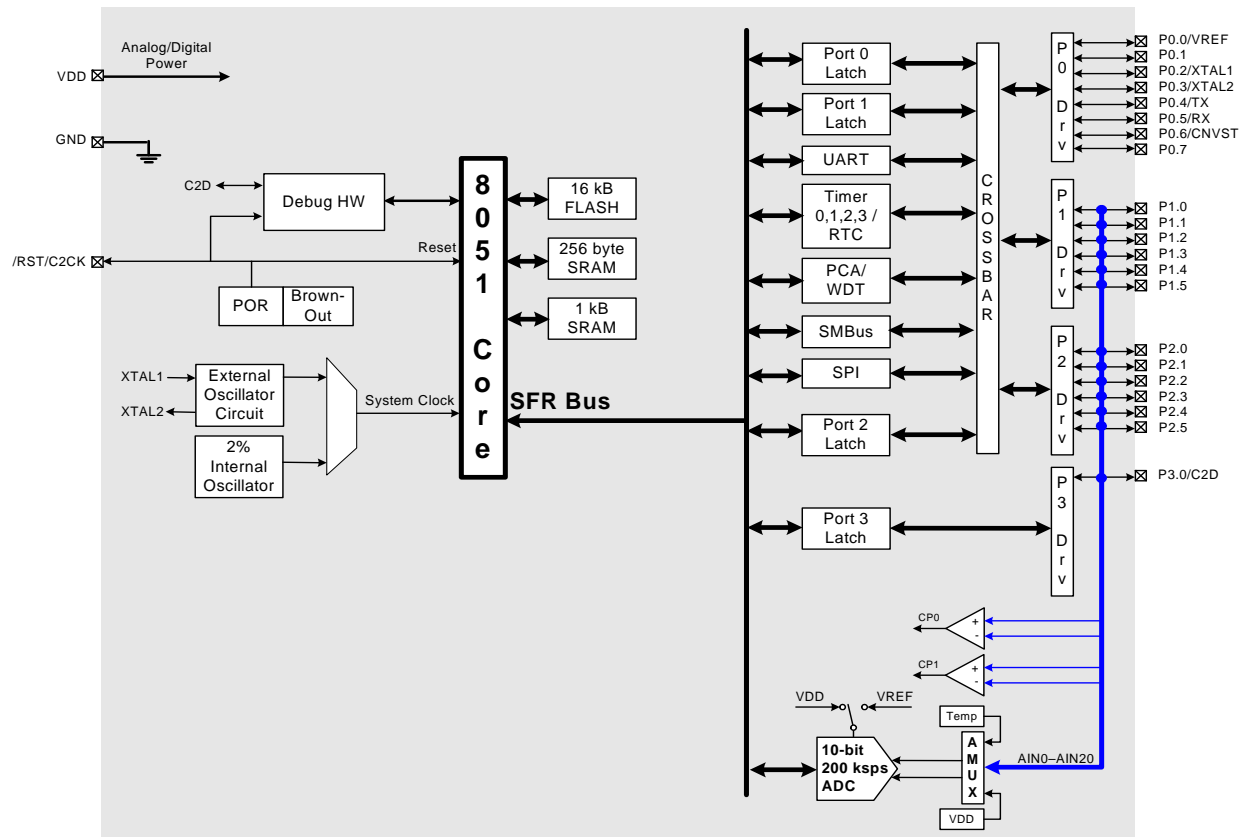 Analog/Digital
Power
VDD
GND
C2D
Debug HW
/RST/C2CK
Reset
POR
Brown-
Out
XTAL1
XTAL2
External
Oscillator
Circuit
2%
Internal
Oscillator
System Clock
8
0
5
1
C
o
r
e
16 kB
FLASH
256 byte
SRAM
1 kB
SRAM
SFR Bus
Port 0
Latch
Port 1
Latch
UART
Timer
0,1,2,3 /
RTC
PCA/
WDT
SMBus
SPI
Port 2
Latch
Port 3
Latch
C
R
O
S
S
B
A
R
P
0
D
r
v
P
1
D
r
v
P
2
D
r
v
P
3
D
r
v
P0.0/VREF
P0.1
P0.2/XTAL1
P0.3/XTAL2
P0.4/TX
P0.5/RX
P0.6/CNVST
P0.7
P1.0
P1.1
P1.2
P1.3
P1.4
P1.5
P2.0
P2.1
P2.2
P2.3
P2.4
P2.5
P3.0/C2D
CP0
+
-
CP1
+
-
VDD
VREF
10-bit
200 ksps
ADC
Temp
A
M
U
X
VDD
AIN0–AIN20